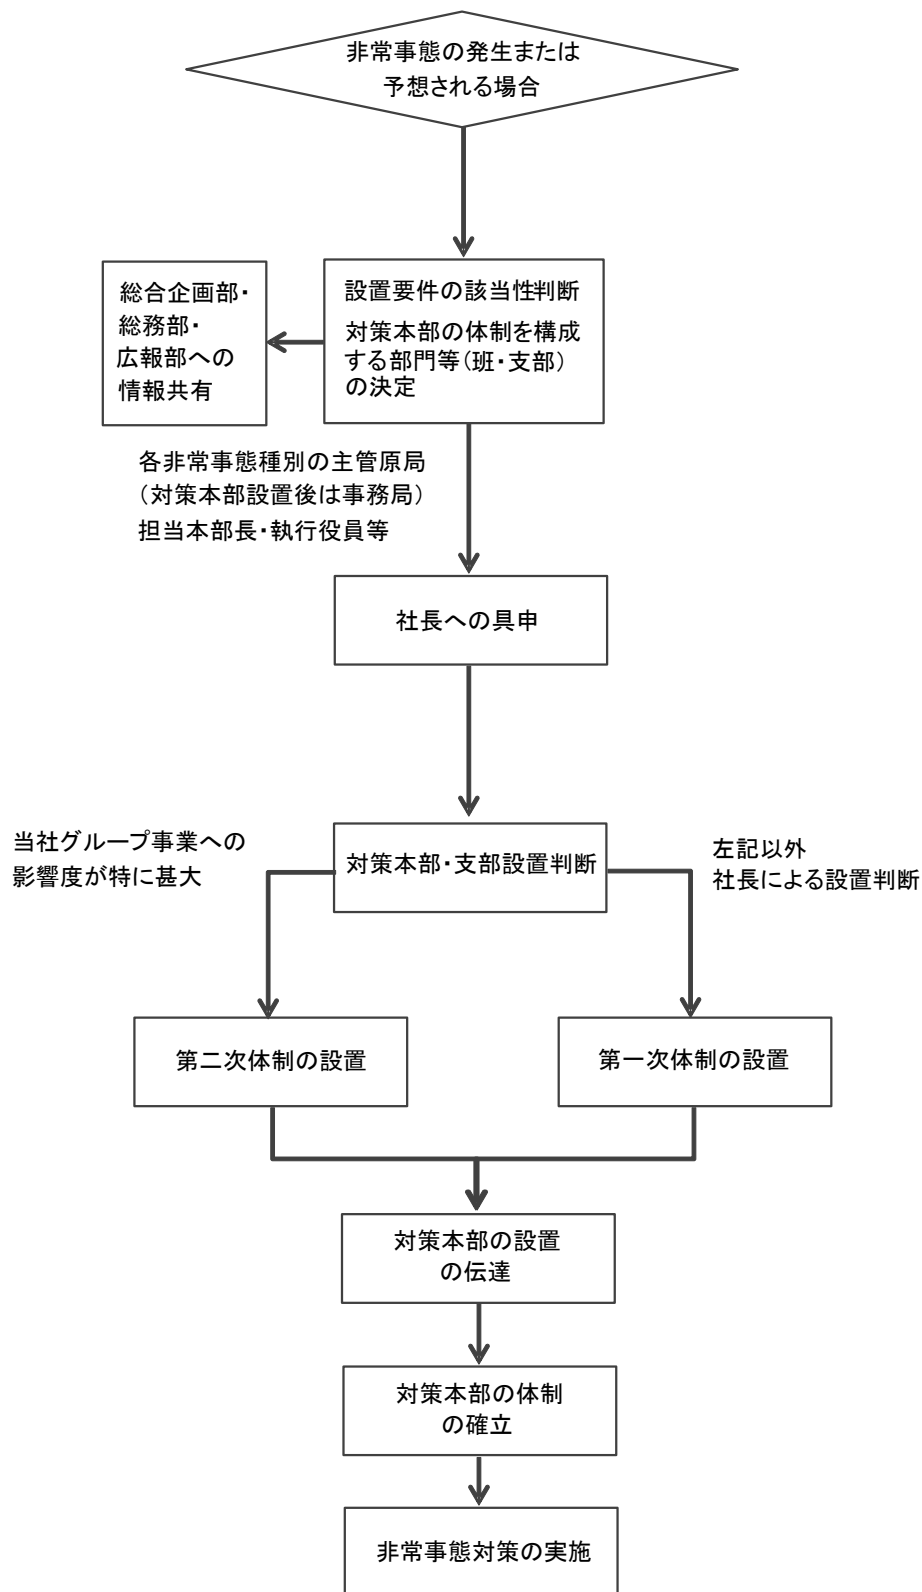 非常事態の発生または
予想される場合
総合企画部・
総務部・
広報部への
情報共有
設置要件の該当性判断
対策本部の体制を構成
する部門等(班・支部)
の決定
各非常事態種別の主管原局
(対策本部設置後は事務局)
担当本部長・執行役員等
社長への具申
当社グループ事業への
影響度が特に甚大
対策本部・支部設置判断
左記以外
社長による設置判断
第二次体制の設置
第一次体制の設置
対策本部の設置
の伝達
対策本部の体制
の確立
非常事態対策の実施